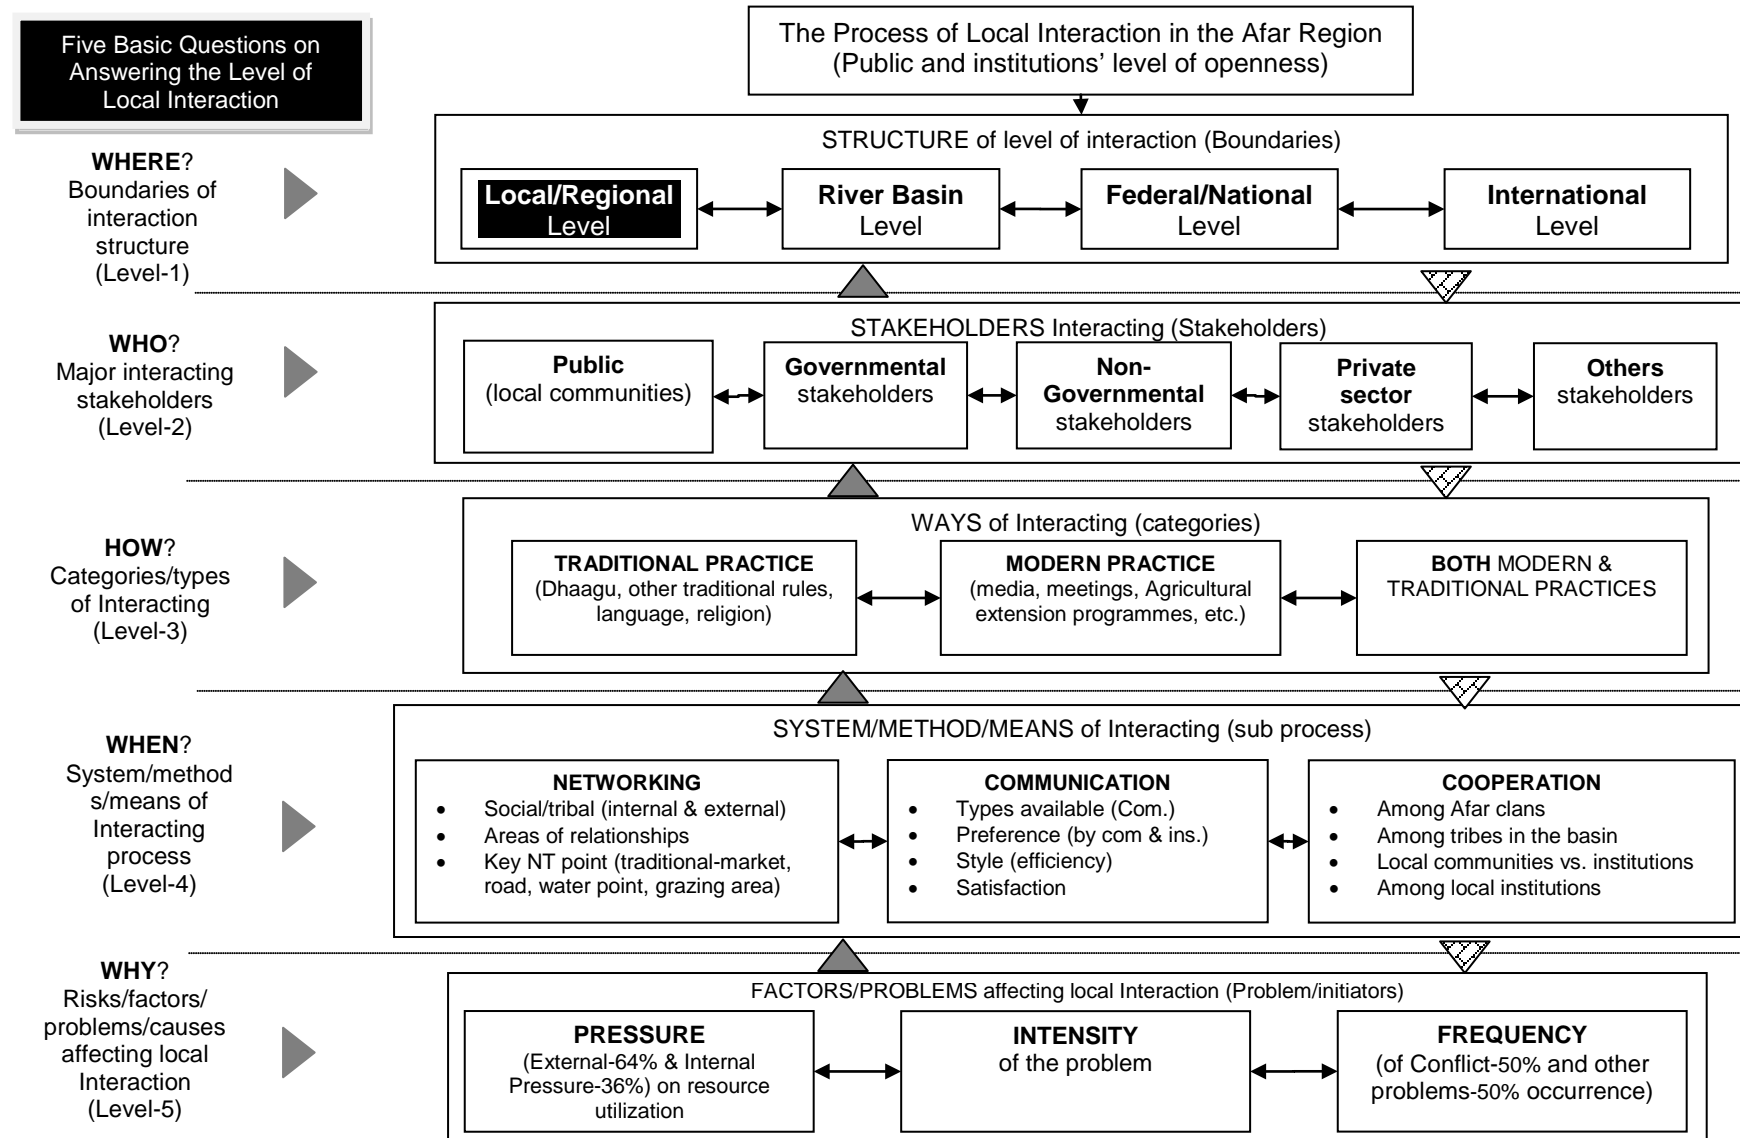 Five Basic Questions on
Answering the Level of
Local Interaction
The Process of Local Interaction in the Afar Region
(Public and institutions’ level of openness)
WHERE?
Boundaries of
interaction
structure
(Level-1)
STRUCTURE of level of interaction (Boundaries)
Local/Regional
Level
River Basin
Level
Federal/National
Level
International
Level
WHO?
Major interacting
stakeholders
(Level-2)
STAKEHOLDERS Interacting (Stakeholders)
Public
(local communities)
Governmental
stakeholders
Non-
Governmental
stakeholders
Private
sector
stakeholders
Others
stakeholders
HOW?
Categories/types
of Interacting
(Level-3)
WAYS of Interacting (categories)
TRADITIONAL PRACTICE
(Dhaagu, other traditional rules,
language, religion)
MODERN PRACTICE
(media, meetings, Agricultural
extension programmes, etc.)
BOTH MODERN &
TRADITIONAL PRACTICES
WHEN?
System/method
s/means of
Interacting
process
(Level-4)
SYSTEM/METHOD/MEANS of Interacting (sub process)
NETWORKING
• Social/tribal (internal & external)
• Areas of relationships
• Key NT point (traditional-market,
road, water point, grazing area)
COMMUNICATION
• Types available (Com.)
• Preference (by com & ins.)
• Style (efficiency)
• Satisfaction
COOPERATION
• Among Afar clans
• Among tribes in the basin
• Local communities vs. institutions
• Among local institutions
WHY?
Risks/factors/
problems/causes
affecting local
Interaction
(Level-5)
FACTORS/PROBLEMS affecting local Interaction (Problem/initiators)
PRESSURE
(External-64% & Internal
Pressure-36%) on resource
utilization
INTENSITY
of the problem
FREQUENCY
(of Conflict-50% and other
problems-50% occurrence)